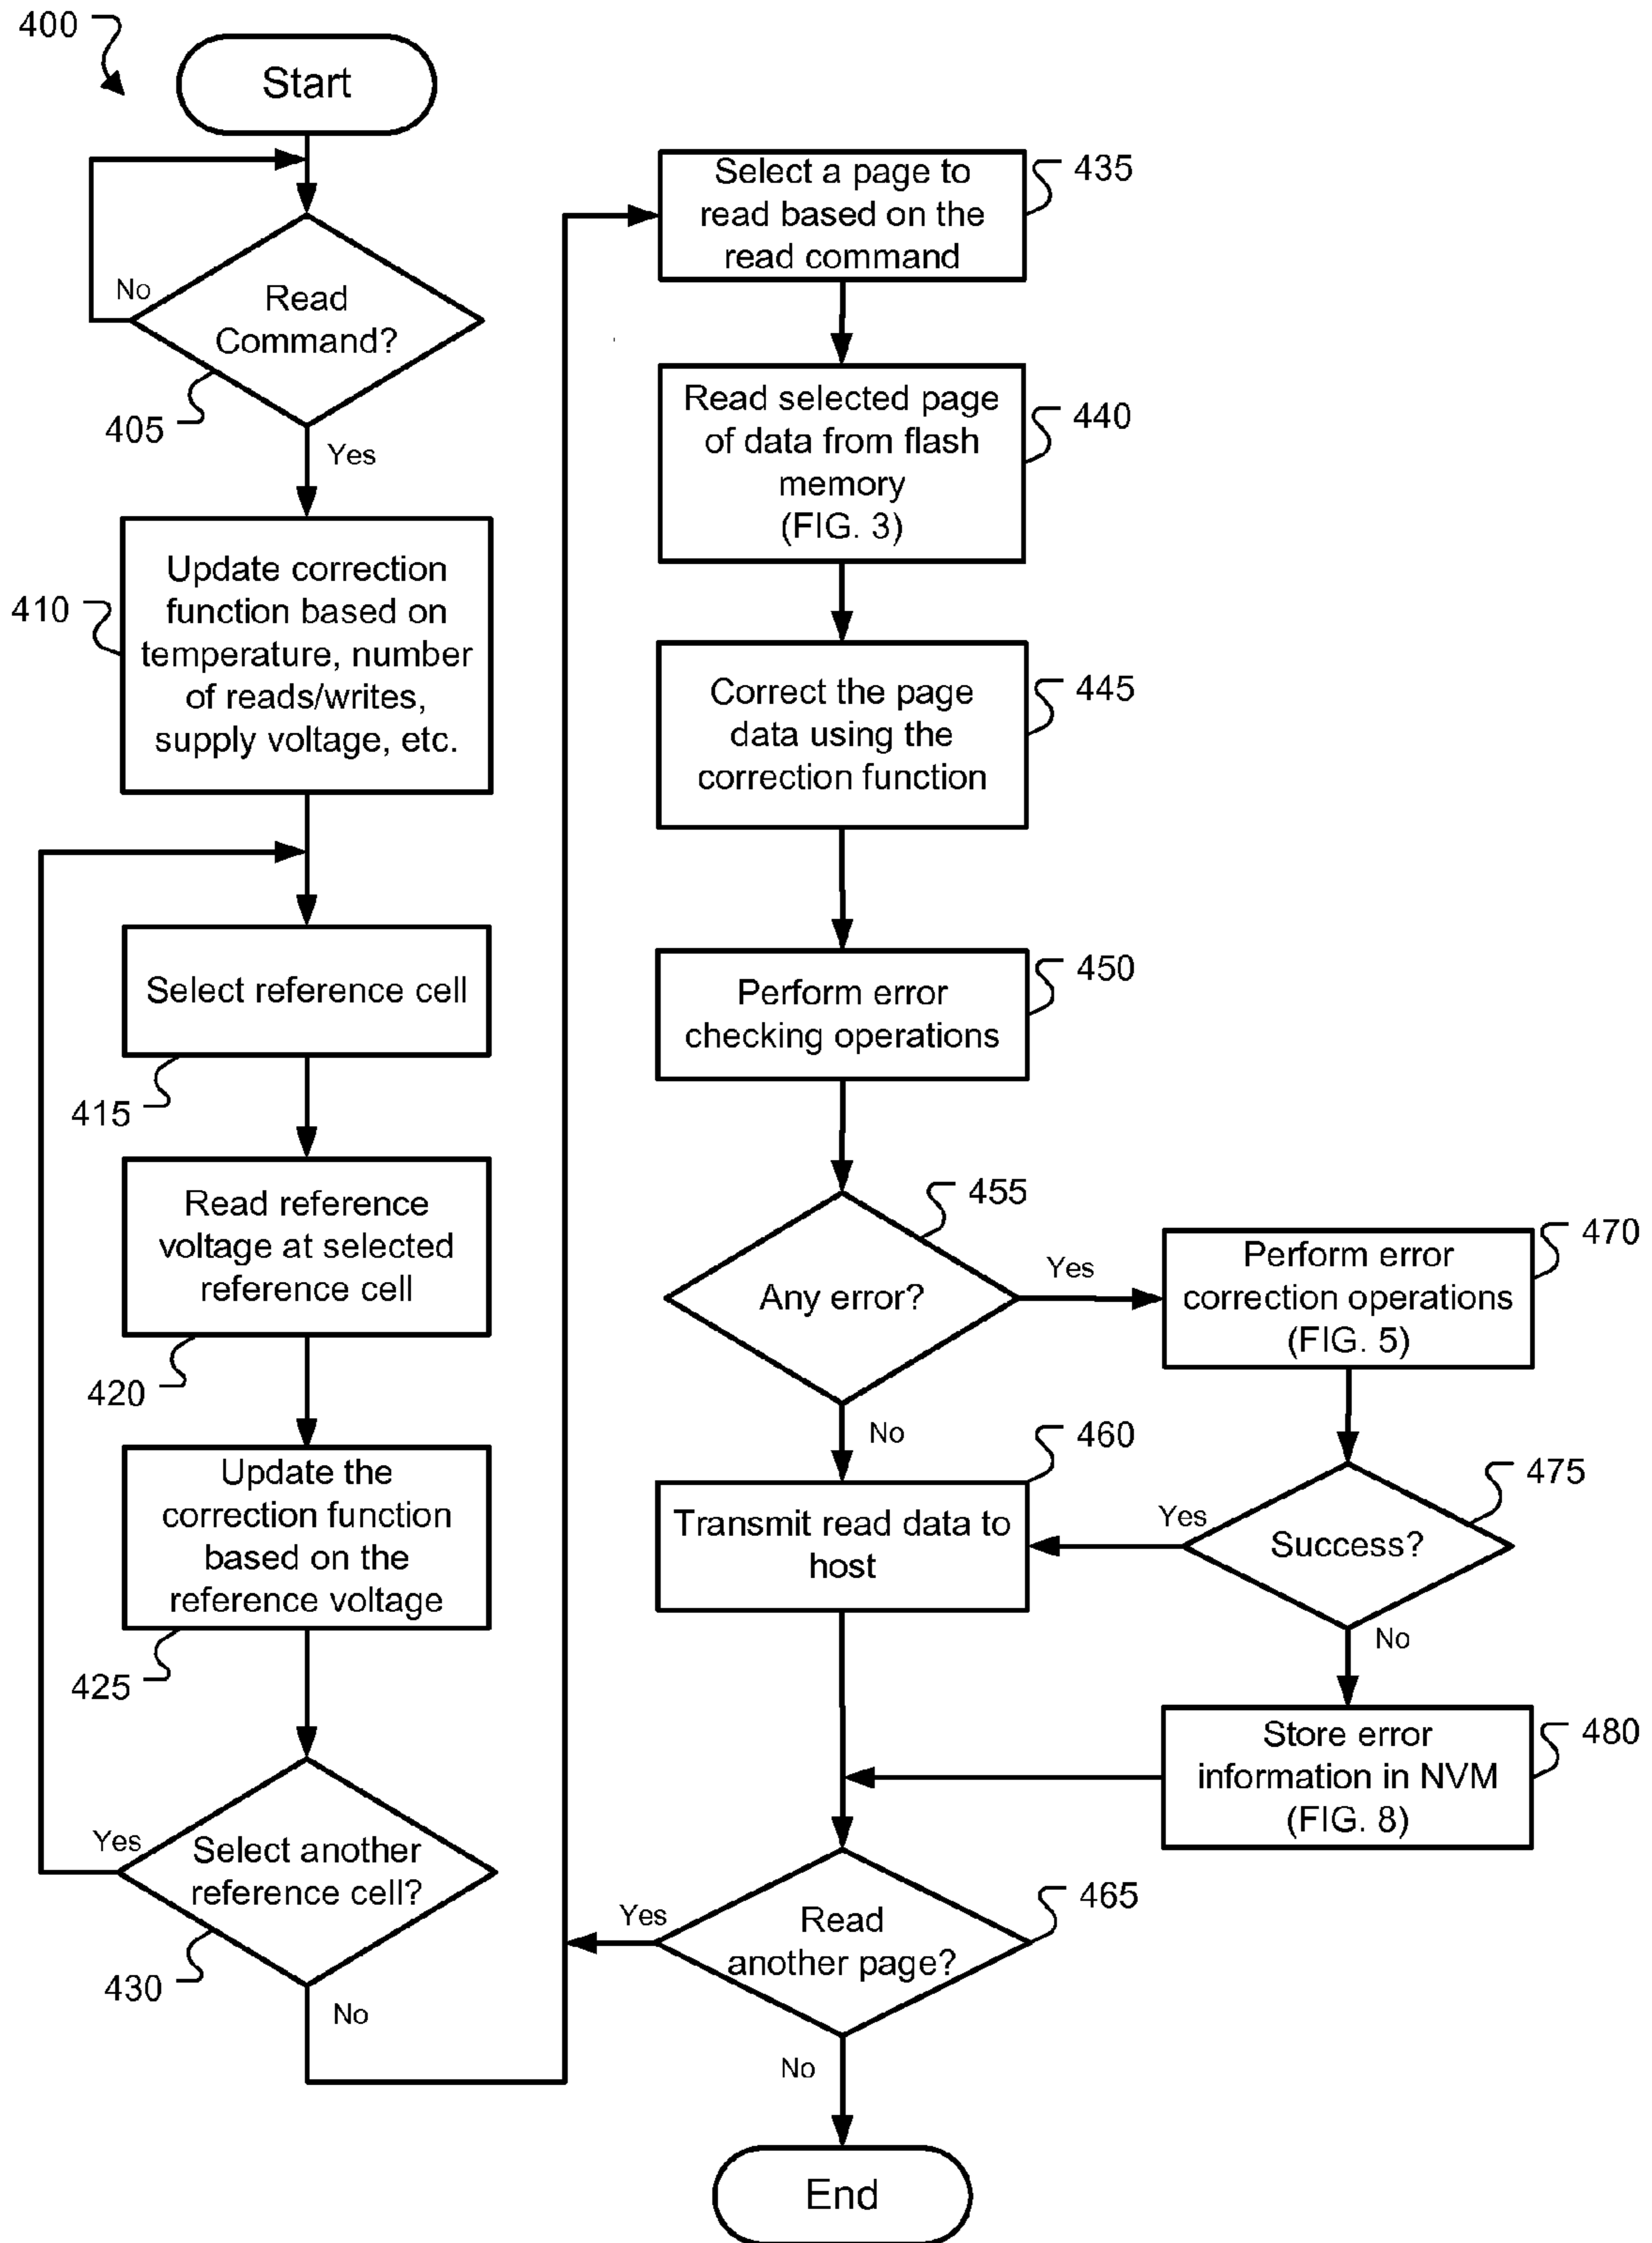 400
Start
No
Read
Command?
405
Yes
410
Update correction
function based on
temperature, number
of reads/writes,
supply voltage, etc.
Select reference cell
415
Read reference
voltage at selected
reference cell
420
Update the
correction function
based on the
reference voltage
425
Yes
Select another
reference cell?
430
No
Select a page to
read based on the
read command
435
Read selected page
of data from flash
memory
(FIG. 3)
440
Correct the page
data using the
correction function
445
Perform error
checking operations
450
455
Any error?
Yes
No
Perform error
correction operations
(FIG. 5)
470
460
Transmit read data to
host
475
Yes
Success?
No
Store error
information in NVM
(FIG. 8)
480
465
Yes
Read
another page?
No
End